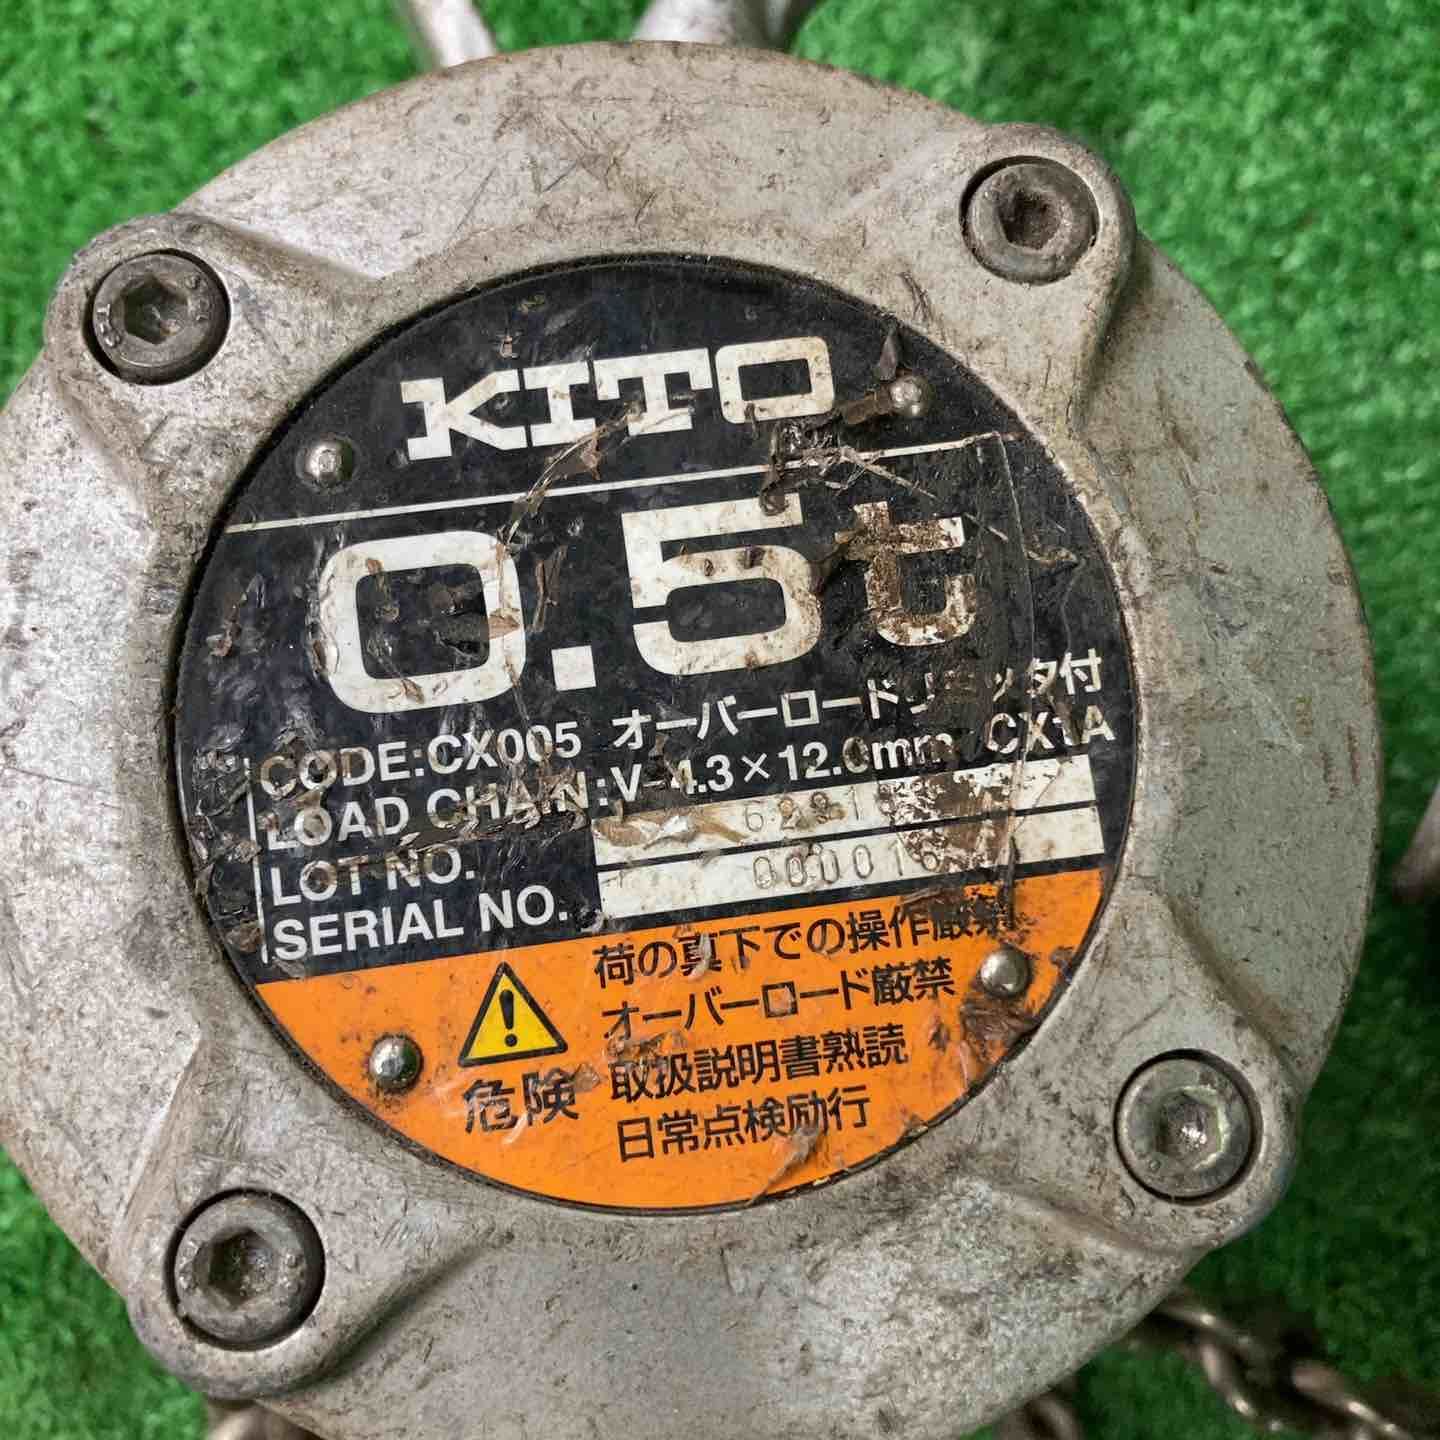 KITO
0.5t
CODE:CX005 オーバーロードリミッタ付
LOAD CHAIN:V-4.3×12.0mm CX1A
LOT NO.
SERIAL NO.
危険
荷の真下での操作厳禁
オーバーロード厳禁
取扱説明書熟読
日常点検励行